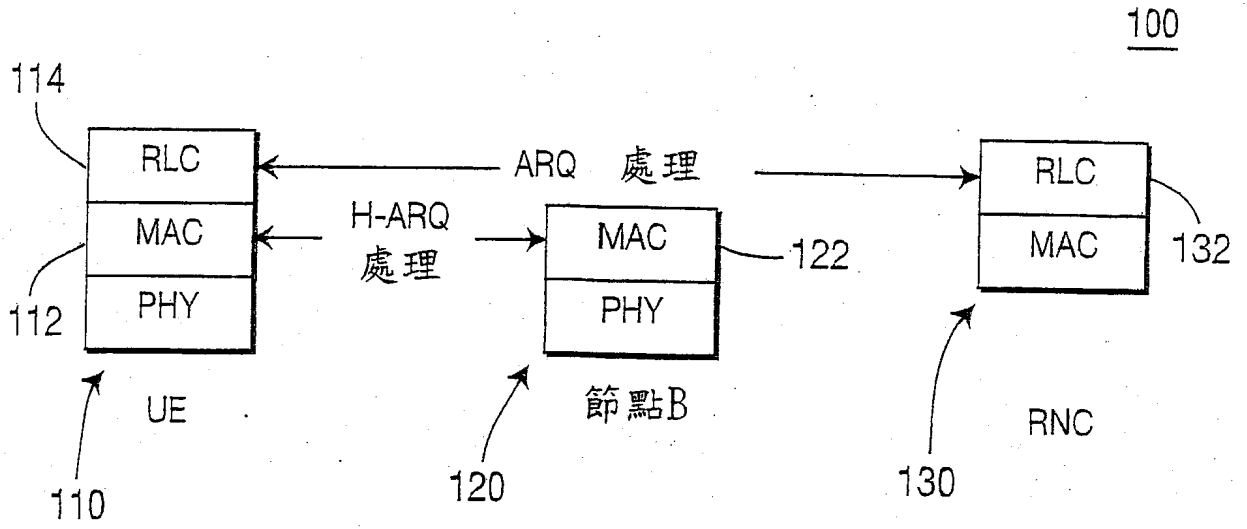 100
114
RLC
ARQ 處理
RLC
MAC
H-ARQ
處理
MAC
122
MAC
132
112
PHY
PHY
UE
節點B
RNC
110
120
130